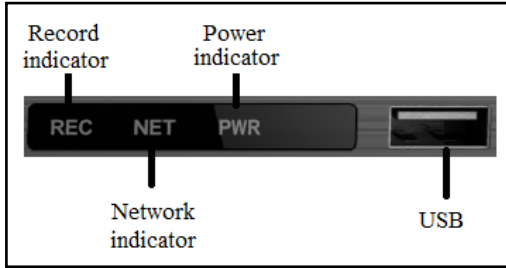 Record
indicator
Power
indicator
REC NET PWR
Network
indicator
USB